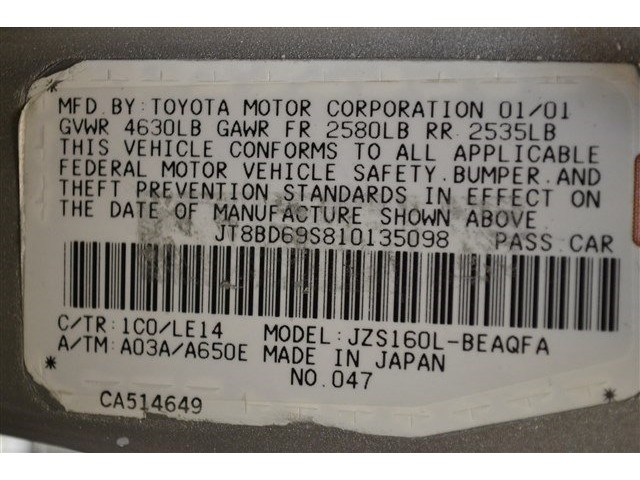 MFD. BY: TOYOTA MOTOR CORPORATION 01/01
GVWR 4630LB GAWR FR 2580LB RR 2535LB
THIS VEHICLE CONFORMS TO ALL APPLICABLE
FEDERAL MOTOR VEHICLE SAFETY, BUMPER, AND
THEFT PREVENTION STANDARDS IN EFFECT ON
THE DATE OF MANUFACTURE SHOWN ABOVE
JT8BD69S810135098 PASS. CAR
C/TR: 1C0/LE14 MODEL: JZS160L-BEAQFA
A/TM: A03A/A650E MADE IN JAPAN
NO. 047
CA514649